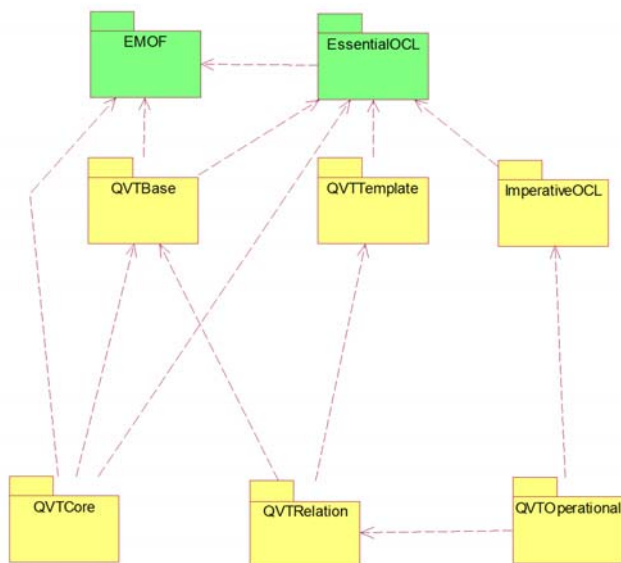 EMOF
EssentialOCL
QVTBase
QVTTemplate
ImperativeOCL
QVTCore
QVTRelation
QVTOperational